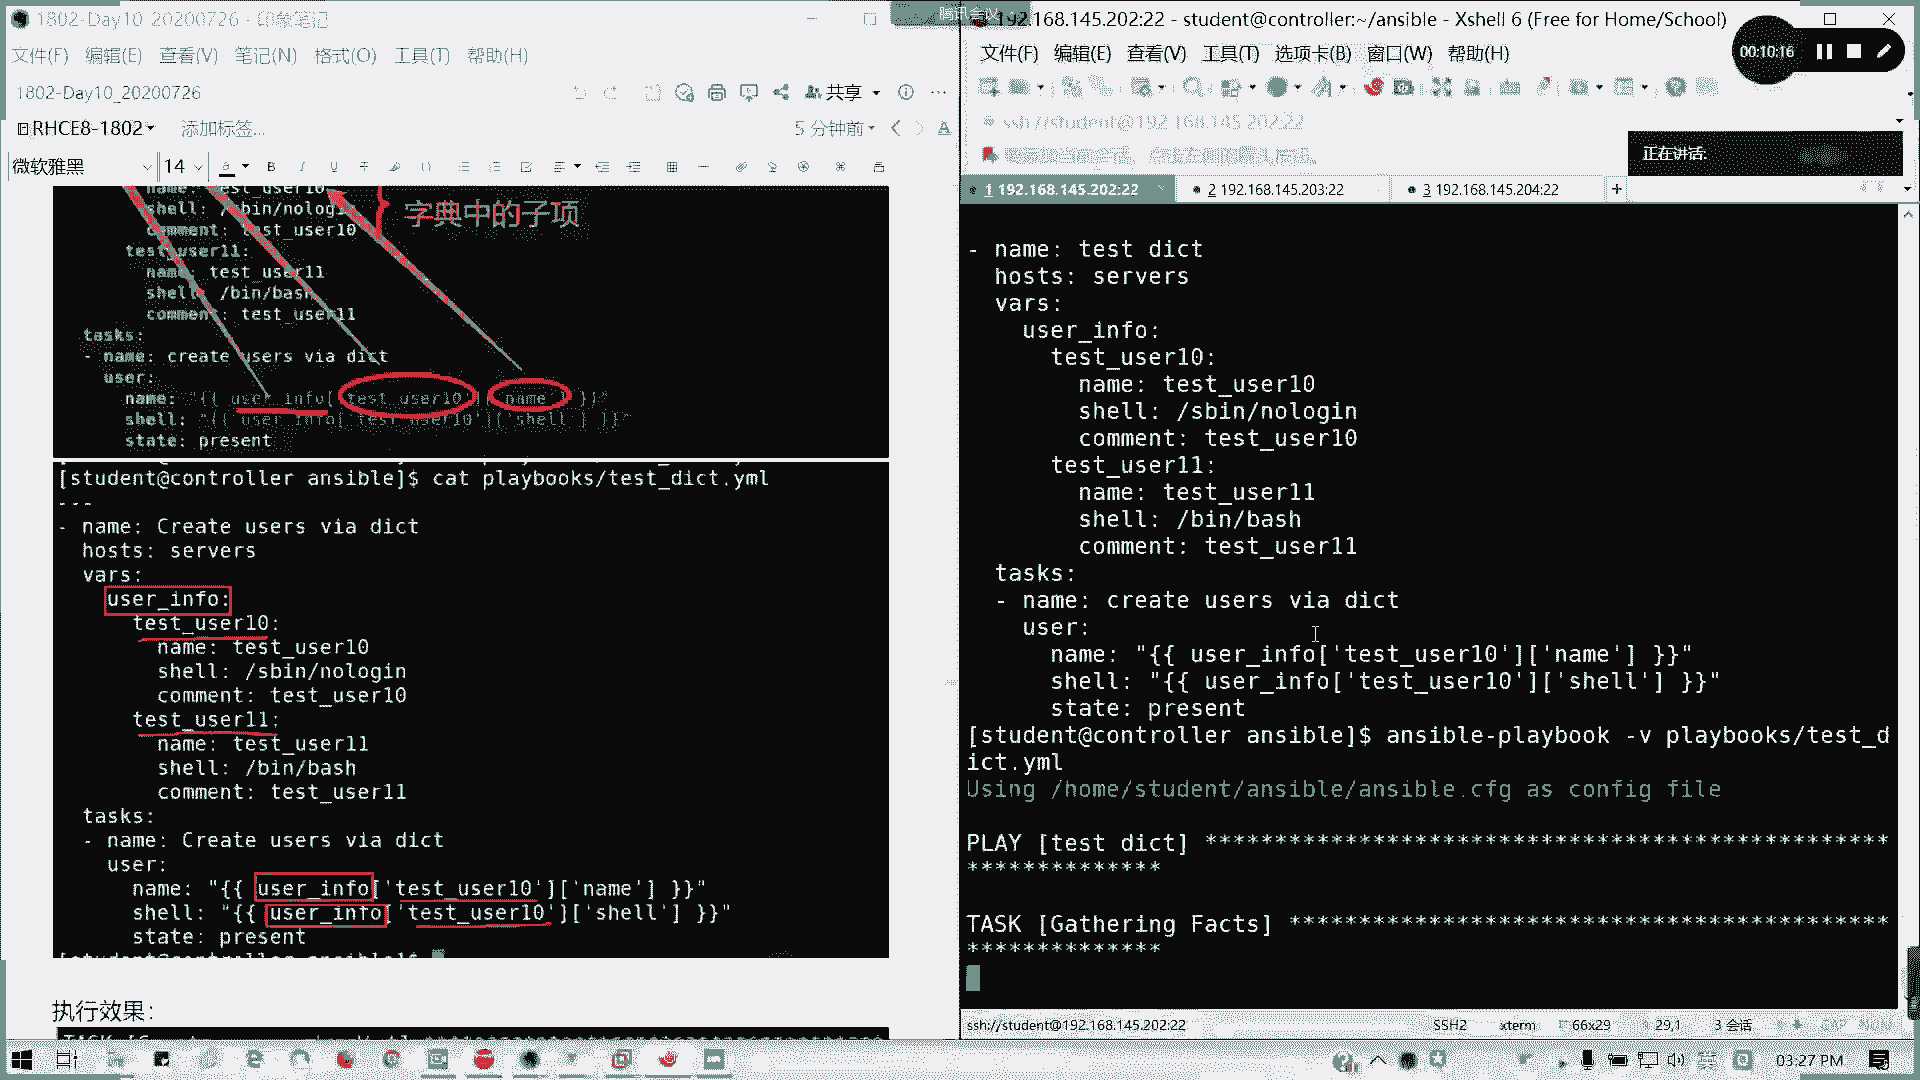 1802-Day10_20200726 - 印象笔记
文件(F) 编辑(E) 查看(V) 笔记(N) 格式(O) 工具(T) 帮助(H)
1802-Day10_20200726
共享
RHCE8-1802 添加标签...
5 分钟前
微软雅黑 14
name: test_user10
shell: /sbin/nologin
字典中的子项
comment: test_user10
test_user11:
name: test_user11
shell: /bin/bash
comment: test_user11
tasks:
- name: create users via dict
user:
name: "{{ user_info['test_user10']['name'] }}"
shell: "{{ user_info['test_user10']['shell'] }}"
state: present
[student@controller ansible]$ cat playbooks/test_dict.yml
---
- name: Create users via dict
hosts: servers
vars:
user_info:
test_user10:
name: test_user10
shell: /sbin/nologin
comment: test_user10
test_user11:
name: test_user11
shell: /bin/bash
comment: test_user11
tasks:
- name: Create users via dict
user:
name: "{{ user_info['test_user10']['name'] }}"
shell: "{{ user_info['test_user10']['shell'] }}"
state: present
执行效果:
腾讯会议
192.168.145.202:22 - student@controller:~/ansible - Xshell 6 (Free for Home/School)
00:10:16
文件(F) 编辑(E) 查看(V) 工具(T) 选项卡(B) 窗口(W) 帮助(H)
ssh://student@192.168.145.202:22
正在讲话:
1 192.168.145.202:22
2 192.168.145.203:22
3 192.168.145.204:22
- name: test dict
hosts: servers
vars:
user_info:
test_user10:
name: test_user10
shell: /sbin/nologin
comment: test_user10
test_user11:
name: test_user11
shell: /bin/bash
comment: test_user11
tasks:
- name: create users via dict
user:
name: "{{ user_info['test_user10']['name'] }}"
shell: "{{ user_info['test_user10']['shell'] }}"
state: present
[student@controller ansible]$ ansible-playbook -v playbooks/test_d
ict.yml
Using /home/student/ansible/ansible.cfg as config file
PLAY [test dict] *************************************************
**************
TASK [Gathering Facts] *******************************************
**************
ssh://student@192.168.145.202:22 SSH2 xterm 66x29 29,1 3 会话 CAP NUM
英
03:27 PM